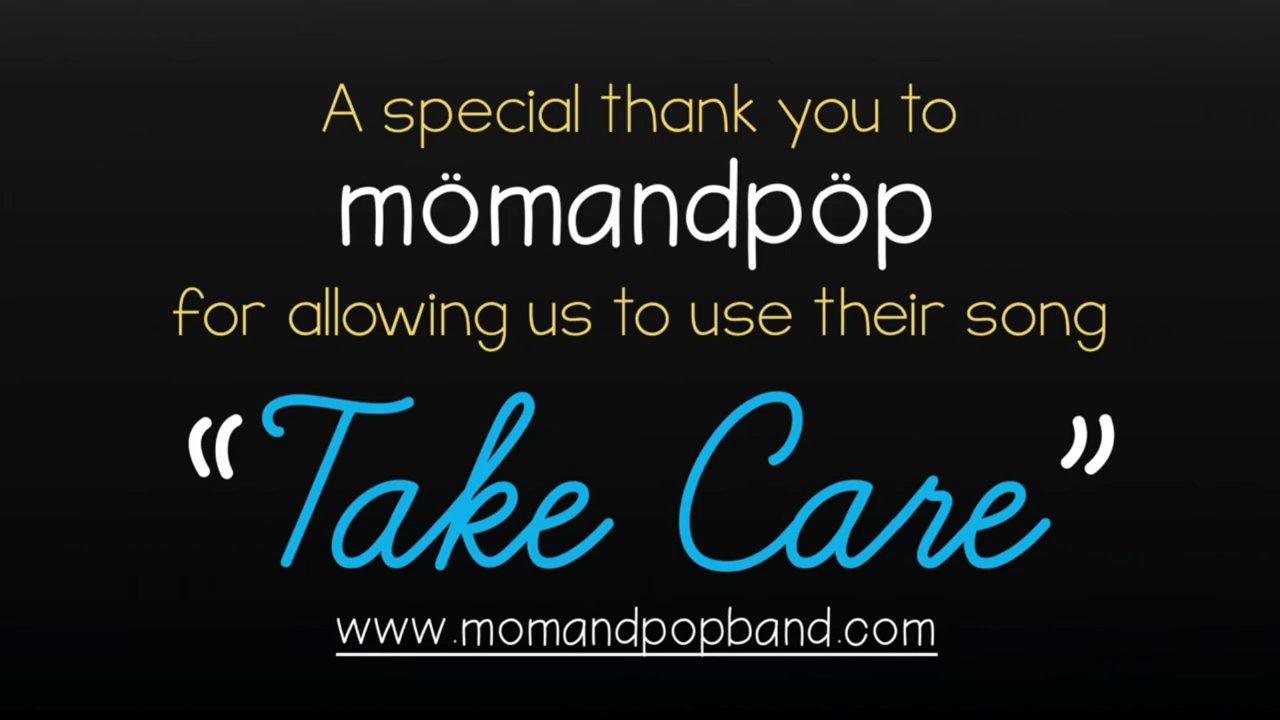 A special thank you to
mömandpöp
for allowing us to use their song
“Take Care”
www.momandpopband.com